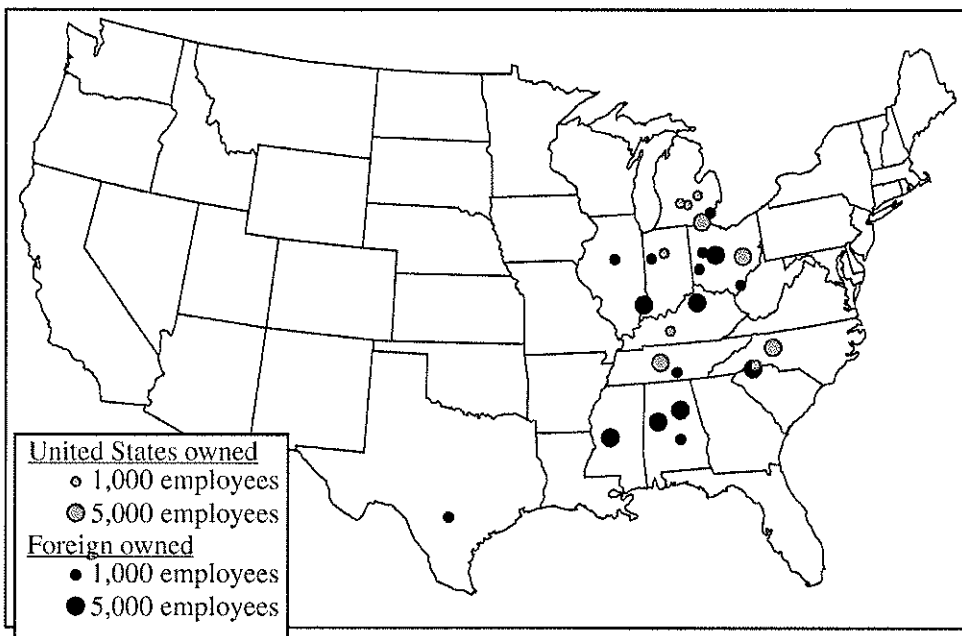 United States owned
1,000 employees
5,000 employees
Foreign owned
1,000 employees
5,000 employees